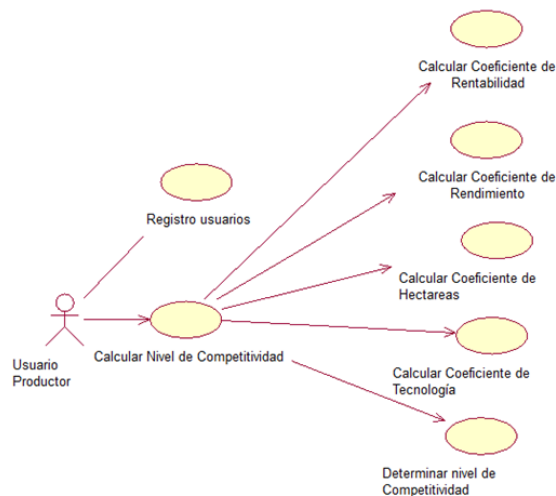 Calcular Coeficiente de
Rentabilidad
Calcular Coeficiente de
Rendimiento
Registro usuarios
Calcular Coeficiente de
Hectareas
Usuario
Productor
Calcular Nivel de Competitividad
Calcular Coeficiente de
Tecnología
Determinar nivel de
Competitividad